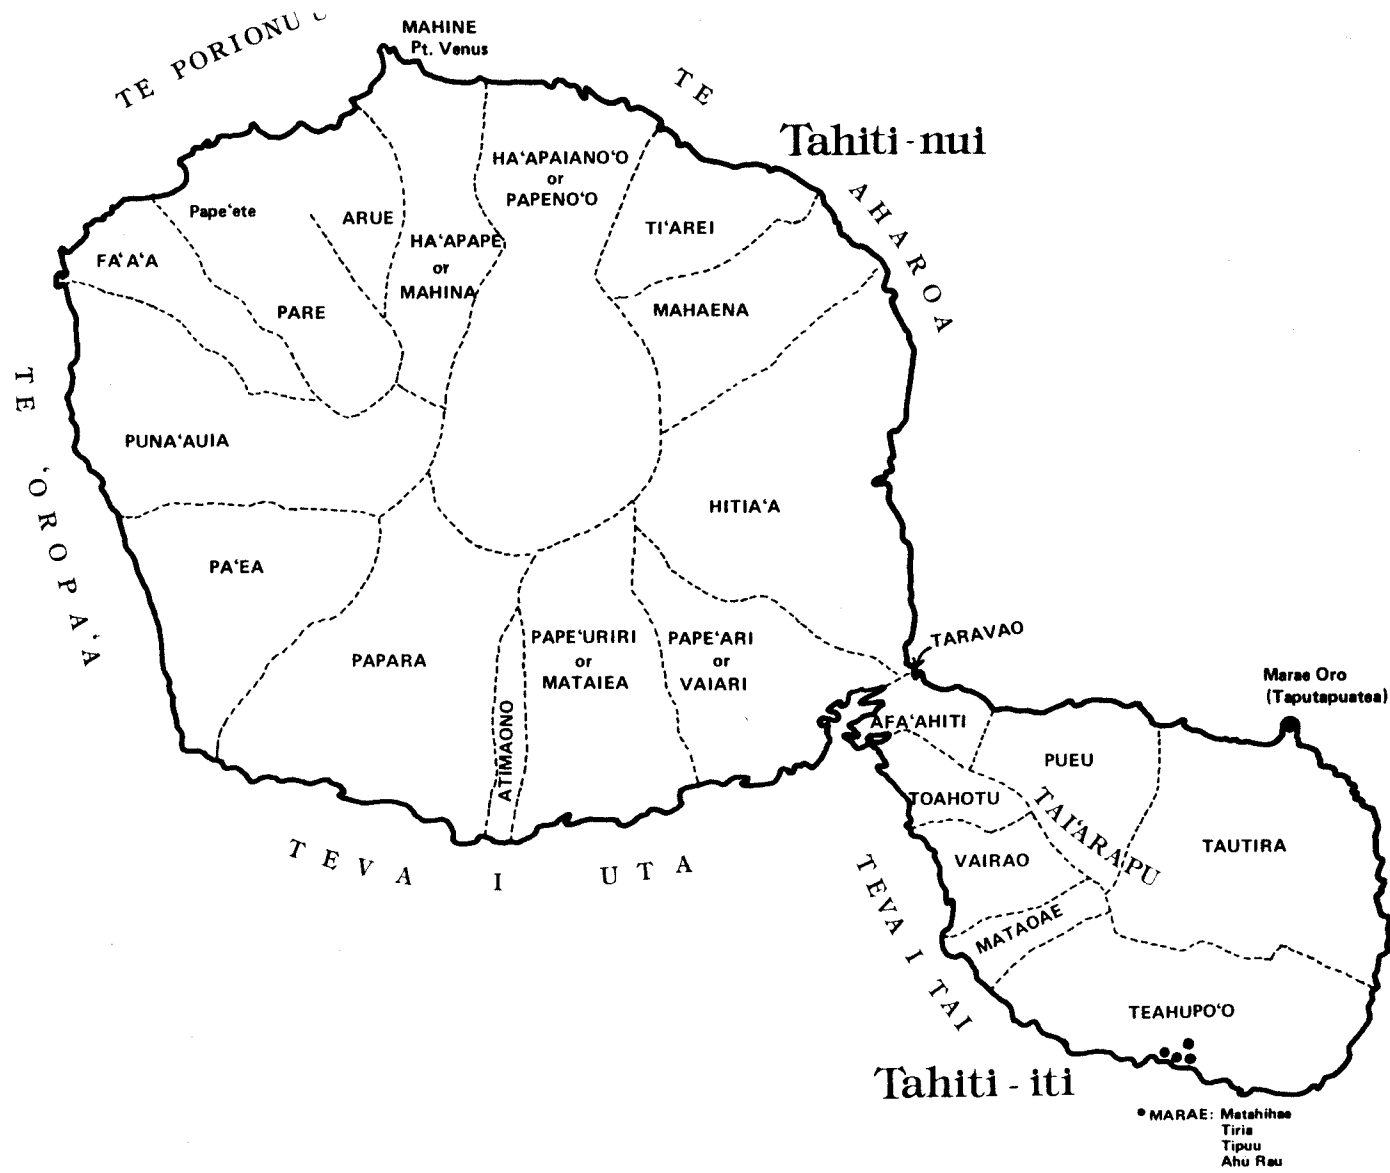 TE PORIONU'U
MAHINE
Pt. Venus
TE
Tahiti-nui
AHAROA
HA‘APAIANO‘O
or
PAPENO‘O
Pape‘ete
ARUE
TI‘AREI
HA‘APAPE
or
MAHINA
FA‘A‘A
PARE
MAHAENA
TE ‘OROPA‘A
PUNA‘AUIA
HITIA‘A
PA‘EA
PAPARA
PAPE‘URIRI
or
MATAIEA
PAPE‘ARI
or
VAIARI
ATIMAONO
TARAVAO
Marae Oro
(Taputapuatea)
AFA‘AHITI
PUEU
TOAHOTU
TAI‘ARAPU
TAUTIRA
VAIRAO
MATAOAE
TEVA I UTA
TEVA I TAI
TEAHUPO‘O
Tahiti-iti
MARAE: Matahihae
Tiria
Tipuu
Ahu Rau